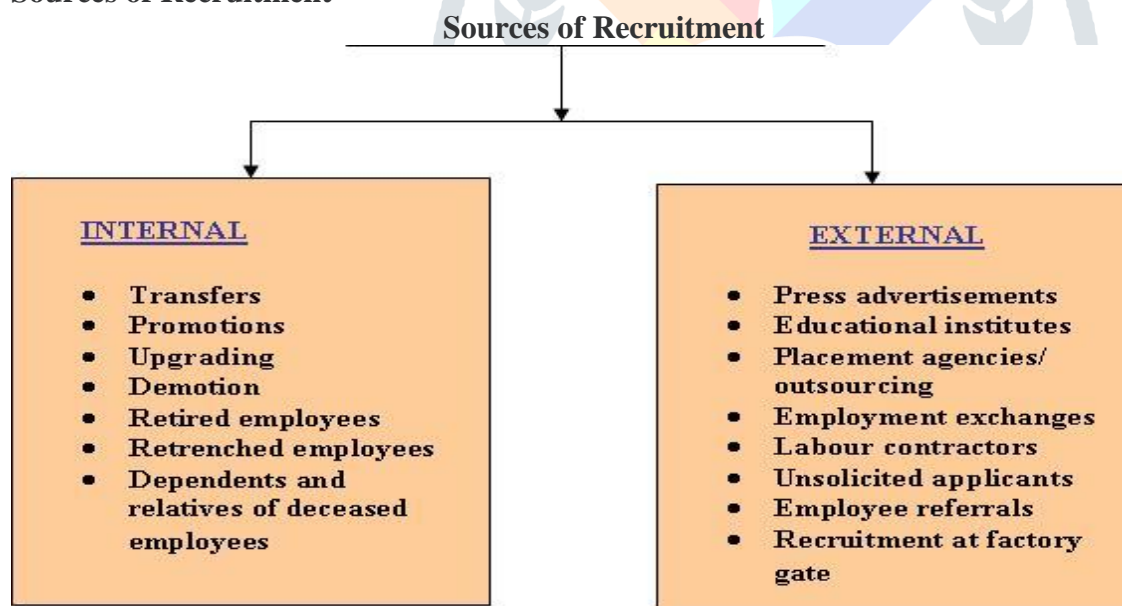 Sources of Recruitment
Sources of Recruitment
INTERNAL
• Transfers
• Promotions
• Upgrading
• Demotion
• Retired employees
• Retrenched employees
• Dependents and
relatives of deceased
employees
EXTERNAL
• Press advertisements
• Educational institutes
• Placement agencies/
outsourcing
• Employment exchanges
• Labour contractors
• Unsolicited applicants
• Employee referrals
• Recruitment at factory
gate